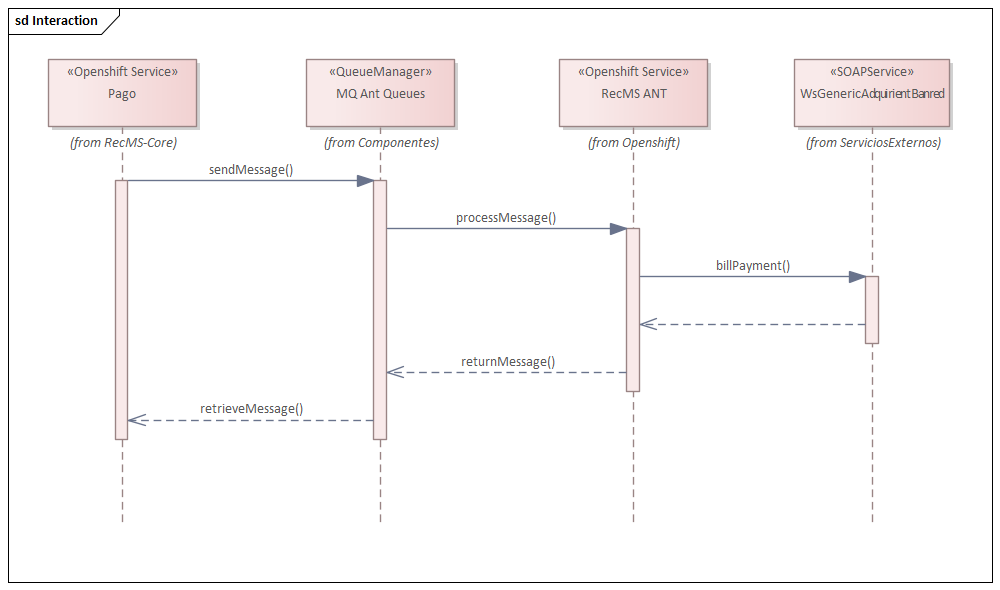 sd Interaction
«Openshift Service»
Pago
(from RecMS-Core)
«QueueManager»
MQ Ant Queues
(from Componentes)
«Openshift Service»
RecMS ANT
(from Openshift)
«SOAPService»
WsGenericAdquirientBanred
(from ServiciosExternos)
sendMessage()
processMessage()
billPayment()
returnMessage()
retrieveMessage()